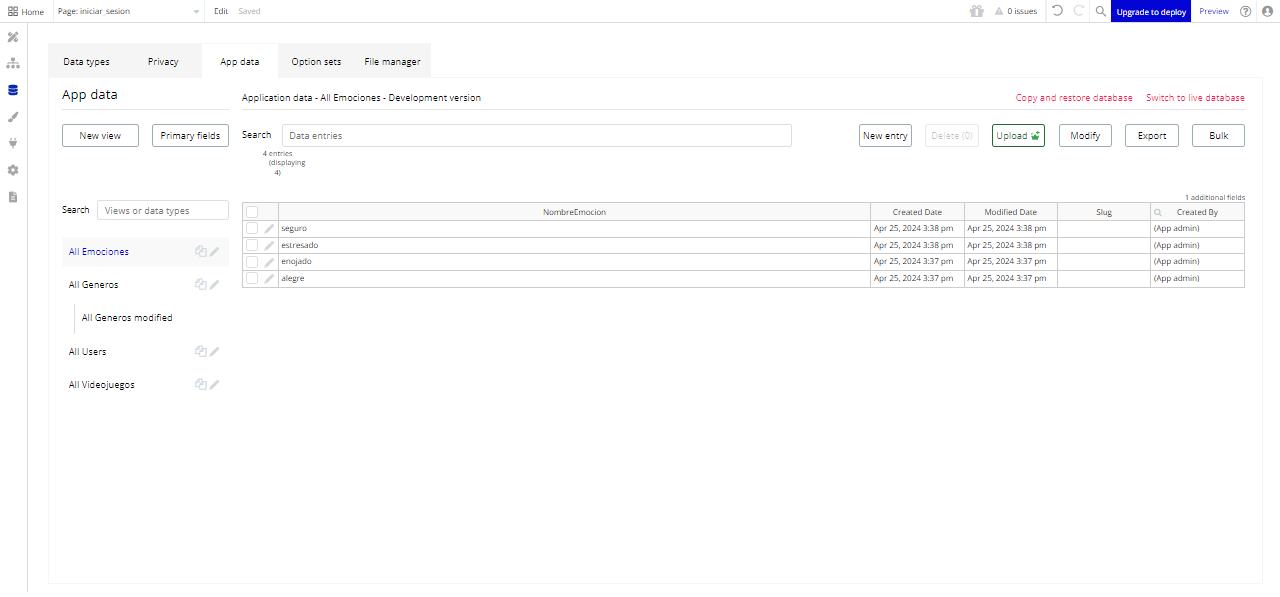 Home Page: iniciar_sesion Edit Saved 0 issues Upgrade to deploy Preview
Data types Privacy App data Option sets File manager
App data
Application data - All Emociones - Development version Copy and restore database Switch to live database
New view Primary fields Search Data entries New entry Delete (0) Upload Modify Export Bulk
4 entries
(displaying
4)
1 additional fields
Search Views or data types
NombreEmocion Created Date Modified Date Slug Created By
seguro Apr 25, 2024 3:38 pm Apr 25, 2024 3:38 pm (App admin)
estresado Apr 25, 2024 3:38 pm Apr 25, 2024 3:38 pm (App admin)
enojado Apr 25, 2024 3:37 pm Apr 25, 2024 3:37 pm (App admin)
alegre Apr 25, 2024 3:37 pm Apr 25, 2024 3:37 pm (App admin)
All Emociones
All Generos
All Generos modified
All Users
All Videojuegos